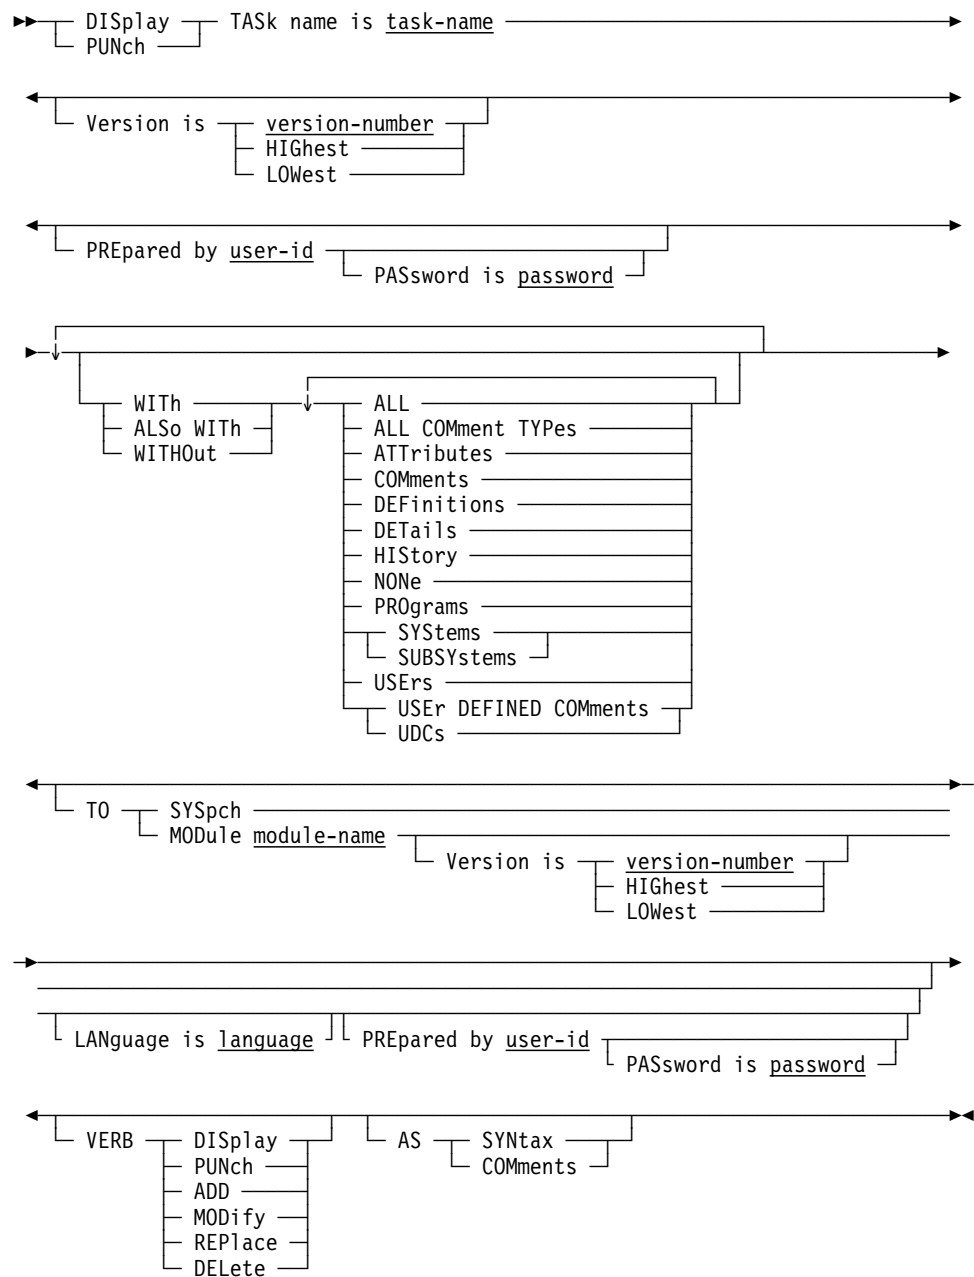 DISplay TASk name is task-name
PUNch
Version is version-number
HIGhest
LOWest
PREpared by user-id
PASsword is password
WITh ALL
ALSo WITh ALL COMment TYPes
WITHOut ATTributes
COMments
DEFinitions
DETails
HIStory
NONe
PROgrams
SYStems
SUBSYstems
USErs
USEr DEFINED COMments
UDCs
TO SYSpch
MODule module-name
Version is version-number
HIGhest
LOWest
LANguage is language PREpared by user-id
PASsword is password
VERB DISplay AS SYNtax
PUNch COMments
ADD
MODify
REPlace
DELete